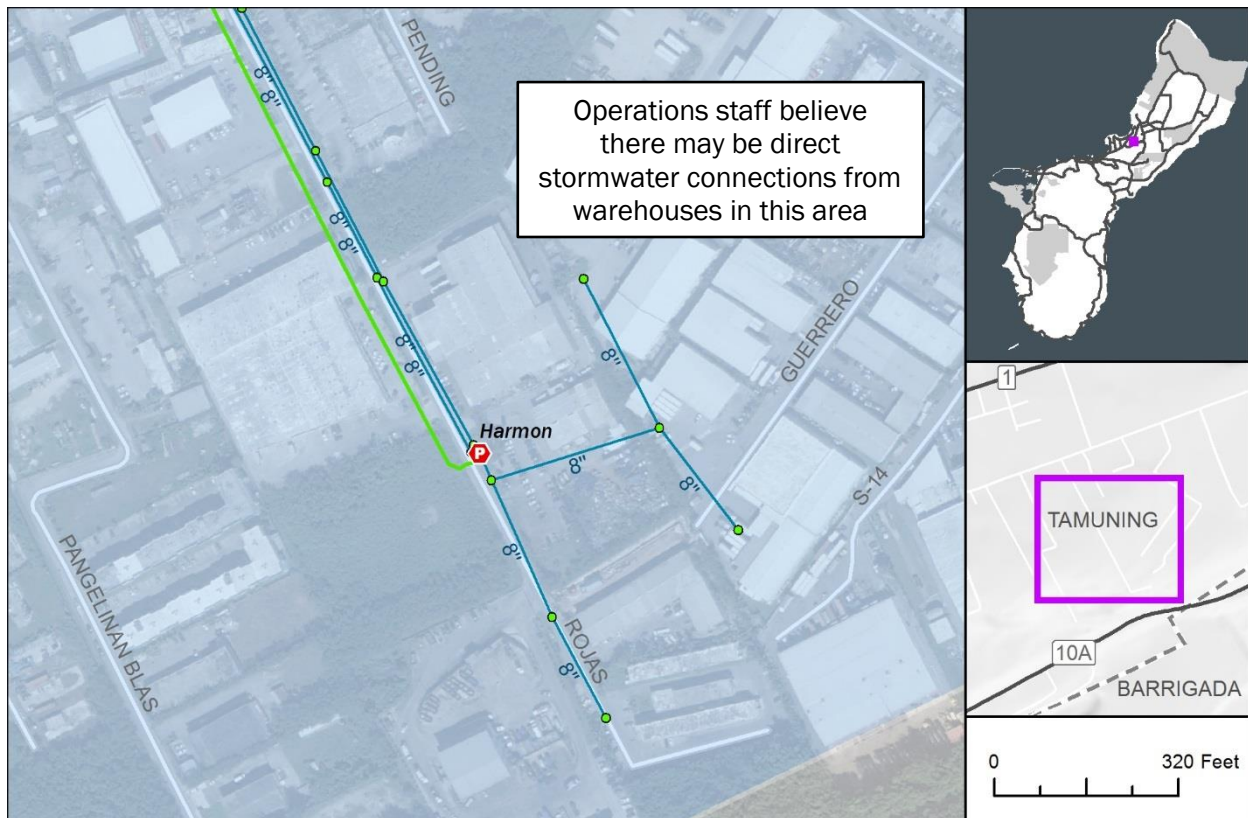 PENDING
8"
8"
Operations staff believe
there may be direct
stormwater connections from
warehouses in this area
8"
8"
GUERRERO
8"
8"
8"
Harmon
P
8"
8"
S-14
PANGELINAN BLAS
8"
ROJAS
8"
1
TAMUNING
10A
BARRIGADA
0 320 Feet